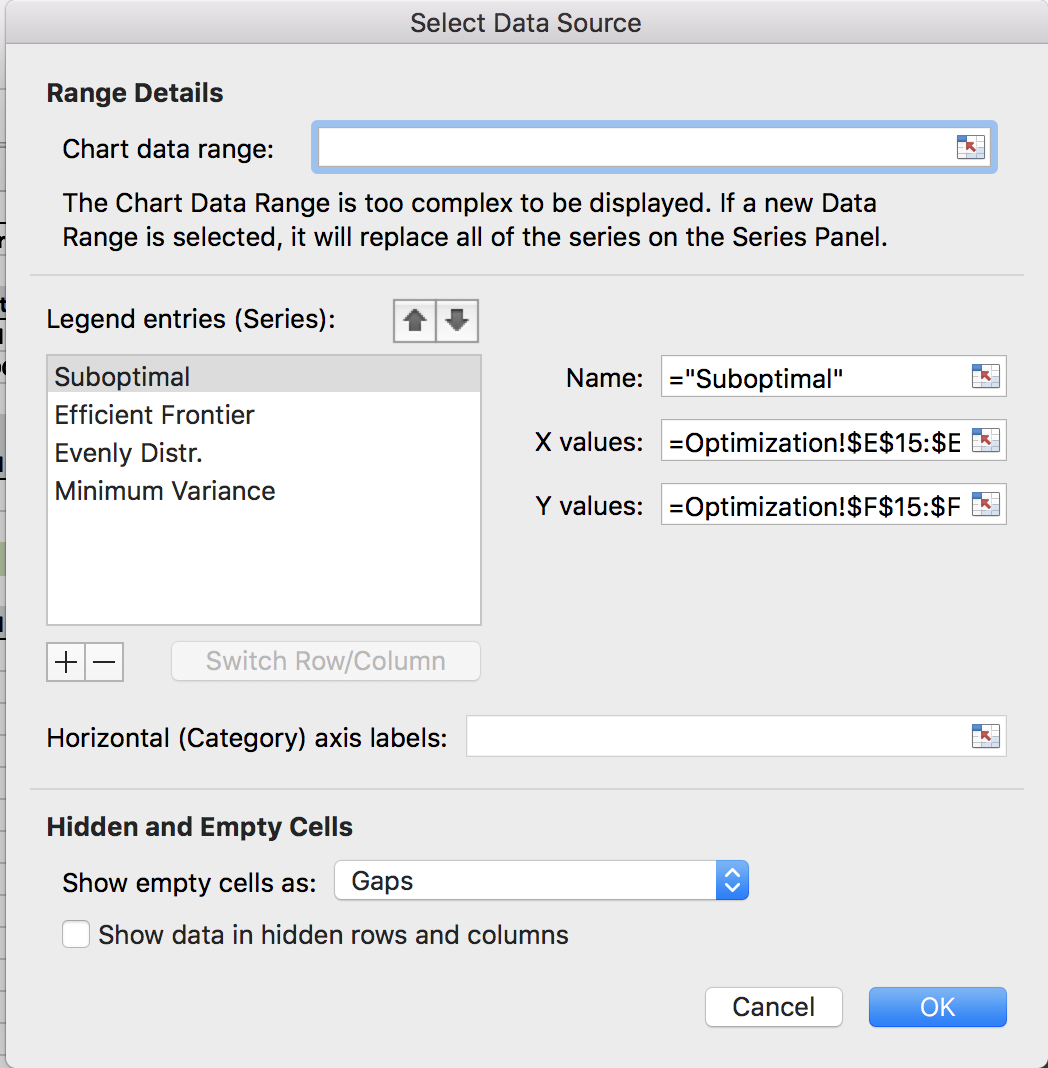 Select Data Source
Range Details
Chart data range:
The Chart Data Range is too complex to be displayed. If a new Data
Range is selected, it will replace all of the series on the Series Panel.
Legend entries (Series):
Suboptimal
Efficient Frontier
Evenly Distr.
Minimum Variance
Name: ="Suboptimal"
X values: =Optimization!$E$15:$E
Y values: =Optimization!$F$15:$F
Switch Row/Column
Horizontal (Category) axis labels:
Hidden and Empty Cells
Show empty cells as: Gaps
Show data in hidden rows and columns
Cancel OK